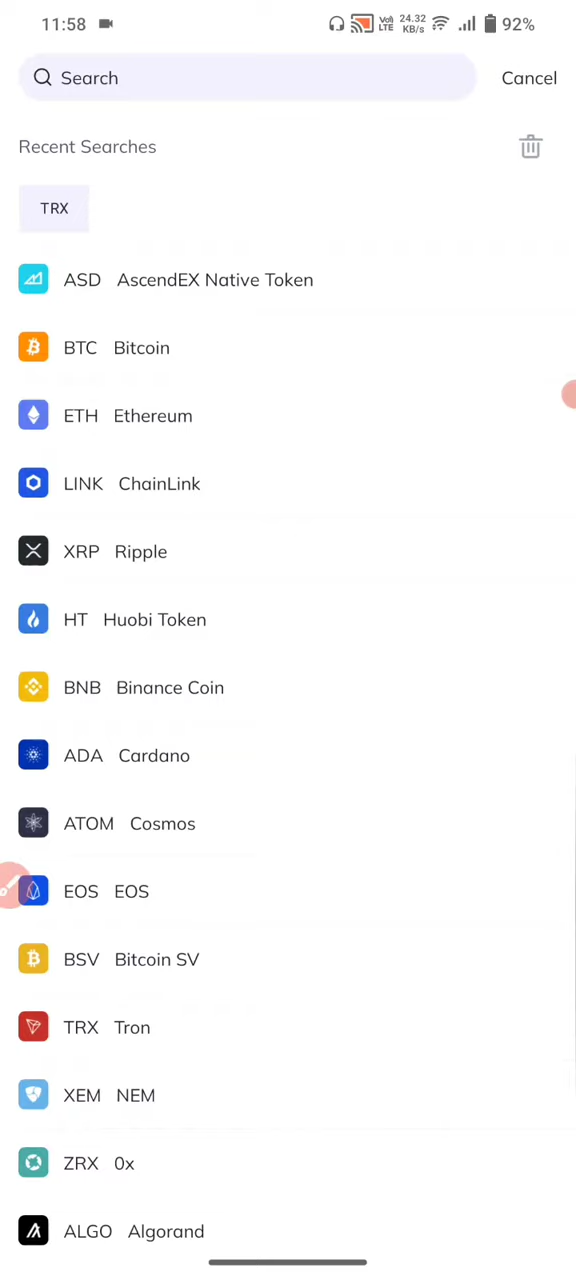 11:58 Vo) LTE 24.32 KB/s 92%
Search Cancel
Recent Searches
TRX
ASD AscendEX Native Token
BTC Bitcoin
ETH Ethereum
LINK ChainLink
XRP Ripple
HT Huobi Token
BNB Binance Coin
ADA Cardano
ATOM Cosmos
EOS EOS
BSV Bitcoin SV
TRX Tron
XEM NEM
ZRX 0x
ALGO Algorand